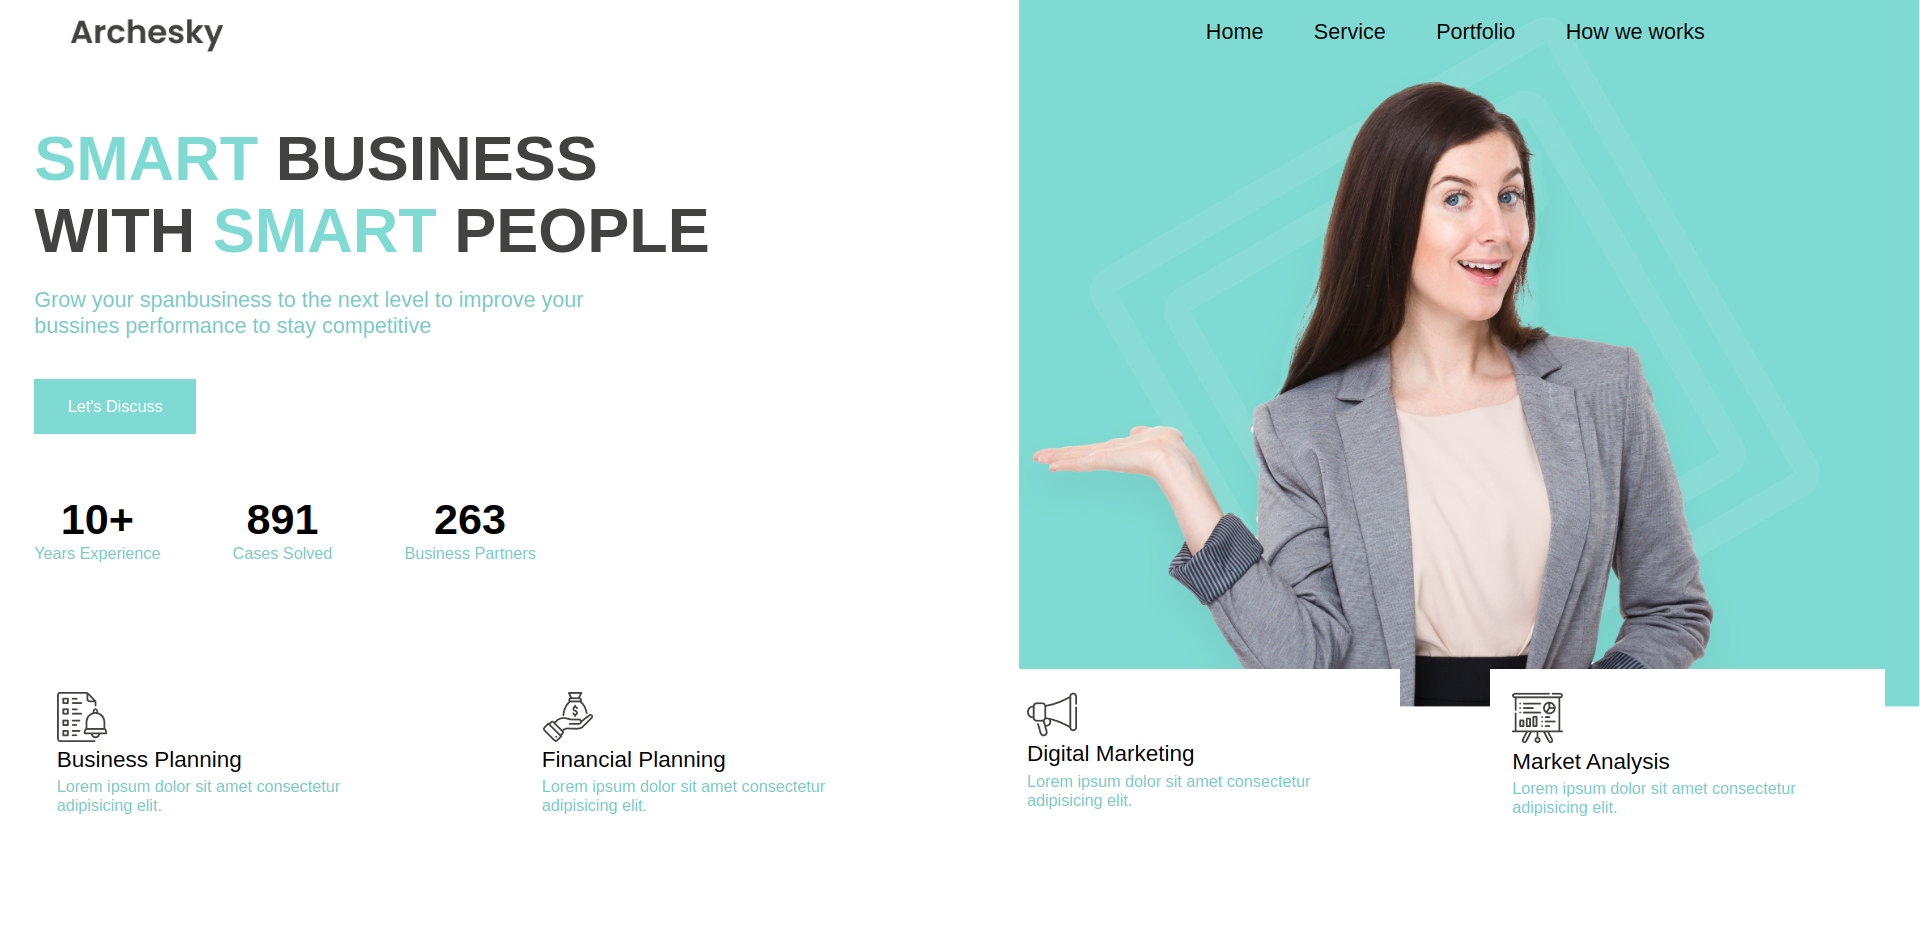 Archesky
Home Service Portfolio How we works
SMART BUSINESS
WITH SMART PEOPLE
Grow your spanbusiness to the next level to improve your
bussines performance to stay competitive
Let's Discuss
10+ 891 263
Years Experience Cases Solved Business Partners
Business Planning
Lorem ipsum dolor sit amet consectetur
adipisicing elit.
Financial Planning
Lorem ipsum dolor sit amet consectetur
adipisicing elit.
Digital Marketing
Lorem ipsum dolor sit amet consectetur
adipisicing elit.
Market Analysis
Lorem ipsum dolor sit amet consectetur
adipisicing elit.